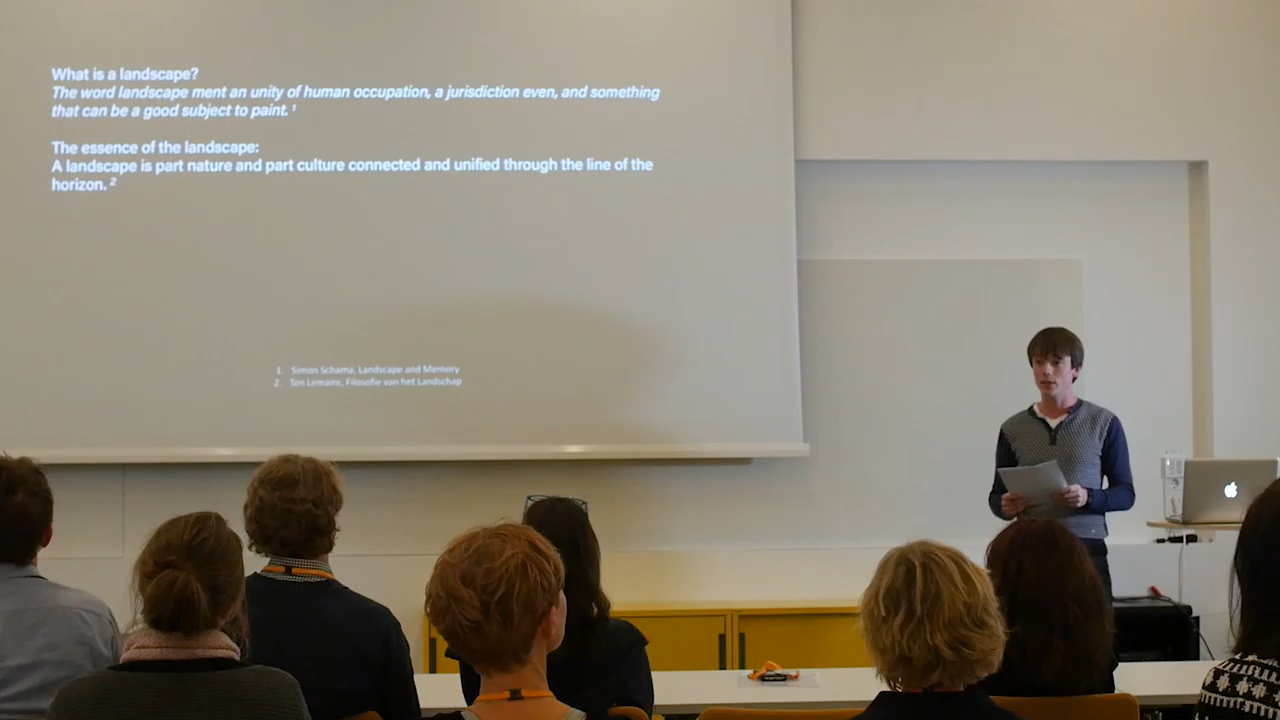 What is a landscape?
The word landscape ment an unity of human occupation, a jurisdiction even, and something
that can be a good subject to paint. ¹
The essence of the landscape:
A landscape is part nature and part culture connected and unified through the line of the
horizon. ²
1. Simon Schama, Landscape and Memory
2. Ton Lemaire, Filosofie van het Landschap